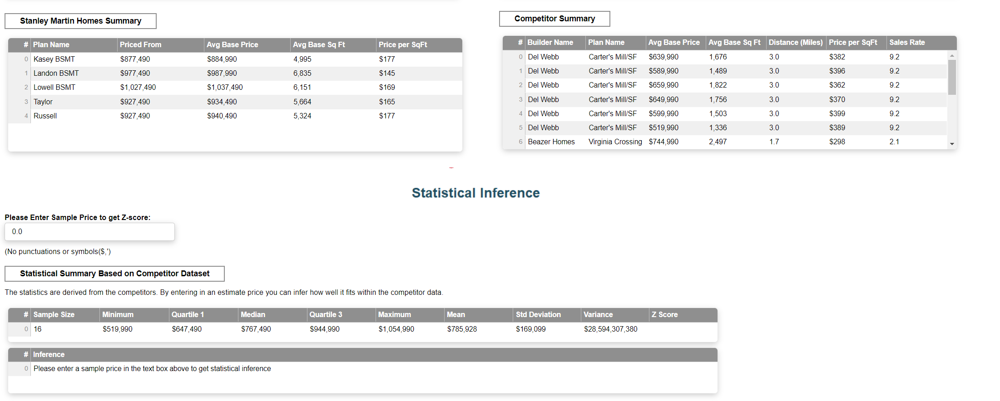 Stanley Martin Homes Summary
# Plan Name Priced From Avg Base Price Avg Base Sq Ft Price per SqFt
0 Kasey BSMT $877,490 $884,990 4,995 $177
1 Landon BSMT $977,490 $987,990 6,835 $145
2 Lowell BSMT $1,027,490 $1,037,490 6,151 $169
3 Taylor $927,490 $934,490 5,664 $165
4 Russell $927,490 $940,490 5,324 $177
Competitor Summary
# Builder Name Plan Name Avg Base Price Avg Base Sq Ft Distance (Miles) Price per SqFt Sales Rate
0 Del Webb Carter's Mill/SF $639,990 1,676 3.0 $382 9.2
1 Del Webb Carter's Mill/SF $589,990 1,489 3.0 $396 9.2
2 Del Webb Carter's Mill/SF $659,990 1,822 3.0 $362 9.2
3 Del Webb Carter's Mill/SF $649,990 1,756 3.0 $370 9.2
4 Del Webb Carter's Mill/SF $599,990 1,503 3.0 $399 9.2
5 Del Webb Carter's Mill/SF $519,990 1,336 3.0 $389 9.2
6 Beazer Homes Virginia Crossing $744,990 2,497 1.7 $298 2.1
Statistical Inference
Please Enter Sample Price to get Z-score:
0.0
(No punctuations or symbols($,')
Statistical Summary Based on Competitor Dataset
The statistics are derived from the competitors. By entering in an estimate price you can infer how well it fits within the competitor data.
# Sample Size Minimum Quartile 1 Median Quartile 3 Maximum Mean Std Deviation Variance Z Score
0 16 $519,990 $647,490 $767,490 $944,990 $1,054,990 $785,928 $169,099 $28,594,307,380
# Inference
0 Please enter a sample price in the text box above to get statistical inference